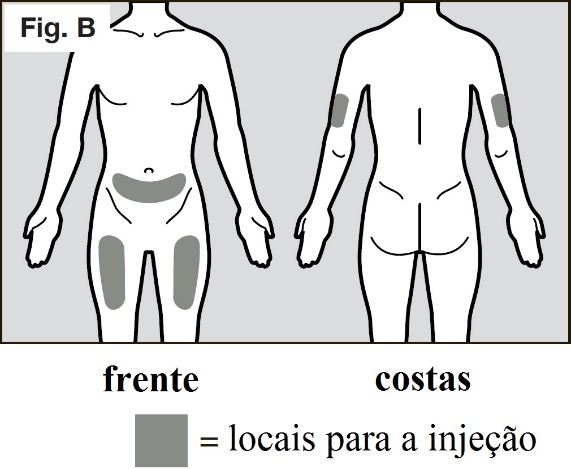 Fig. B
frente
costas
= locais para a injeção